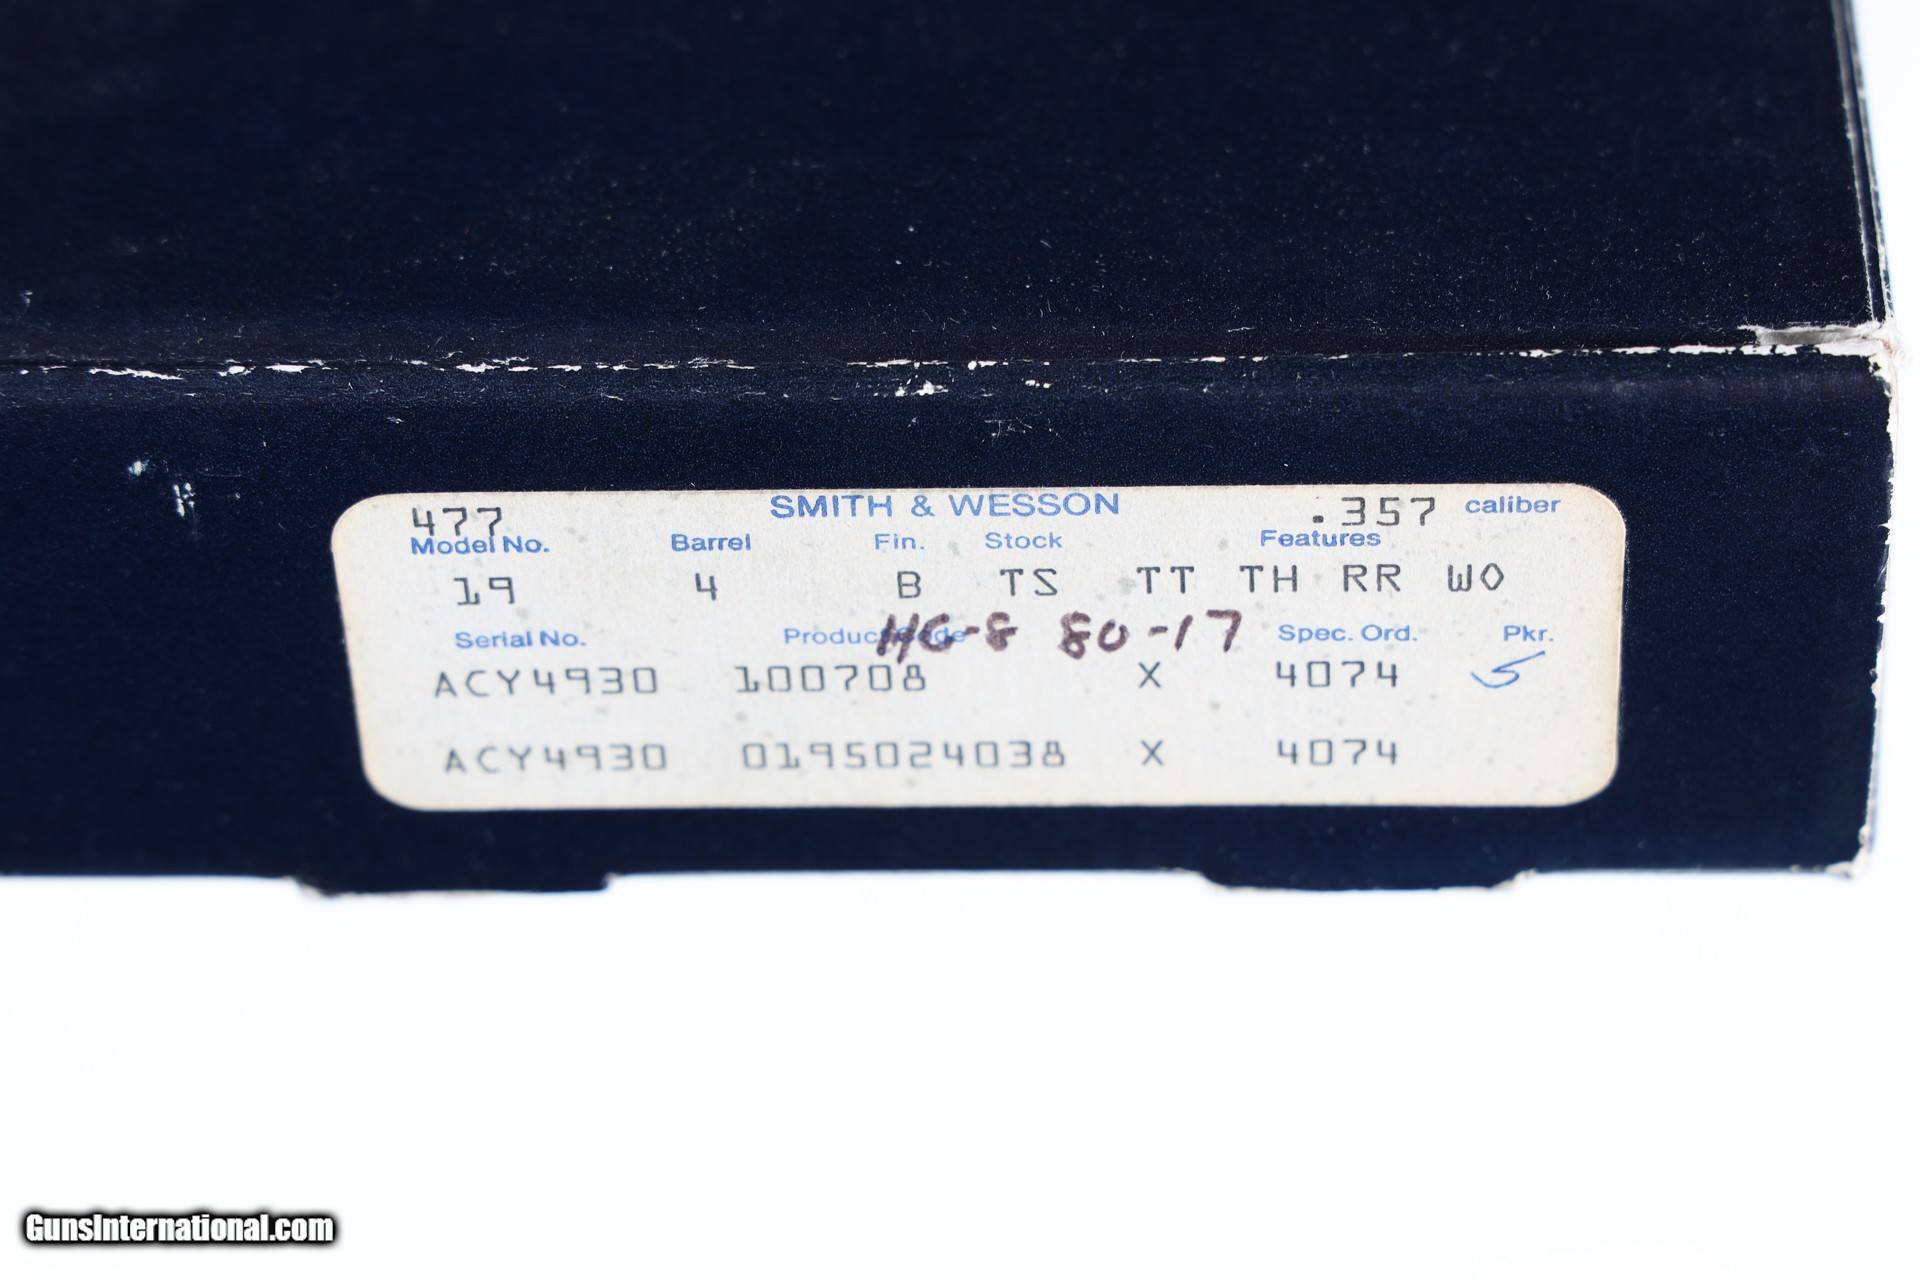 477 SMITH & WESSON .357 caliber
Model No. Barrel Fin. Stock Features
19 4 B TS TT TH RR WO
HG-8 80-17
Serial No. Product Code Spec. Ord. Pkr.
ACY4930 100708 X 4074 5
ACY4930 0195024038 X 4074
GunsInternational.com